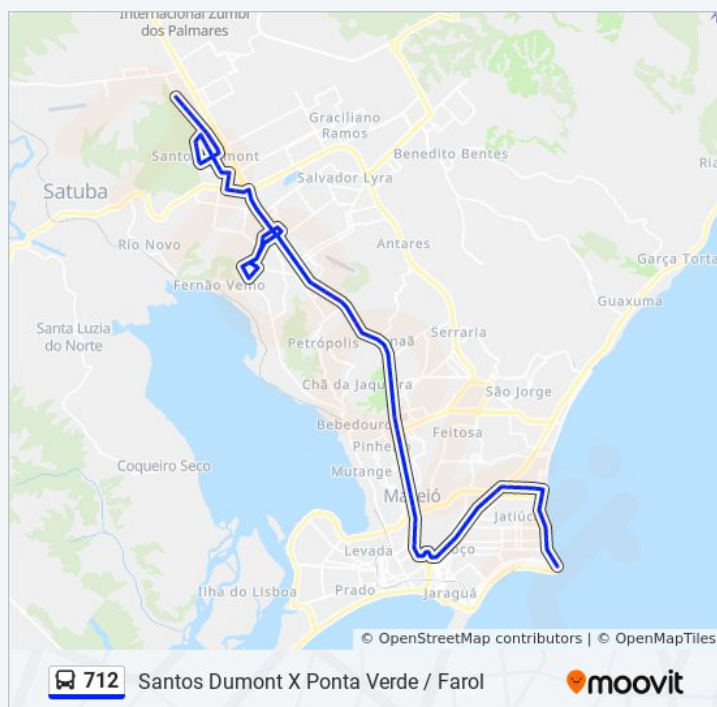 Internacional Zumbi
dos Palmares
Graciliano
Ramos
Benedito Bentes
Satuba
Salvador Lyra
Rio Novo
Antares
Garça Torta
Fernão Velho
Guaxuma
Santa Luzia
do Norte
Petrópolis
Serraria
Chã da Jaqueira
São Jorge
Bebedouro
Feitosa
Pinheiro
Coqueiro Seco
Mutange
Maceió
Jatiúca
Levada
Ilha do Lisboa
Prado
Jaraguá
© OpenStreetMap contributors | © OpenMapTiles
712 Santos Dumont X Ponta Verde / Farol
moovit